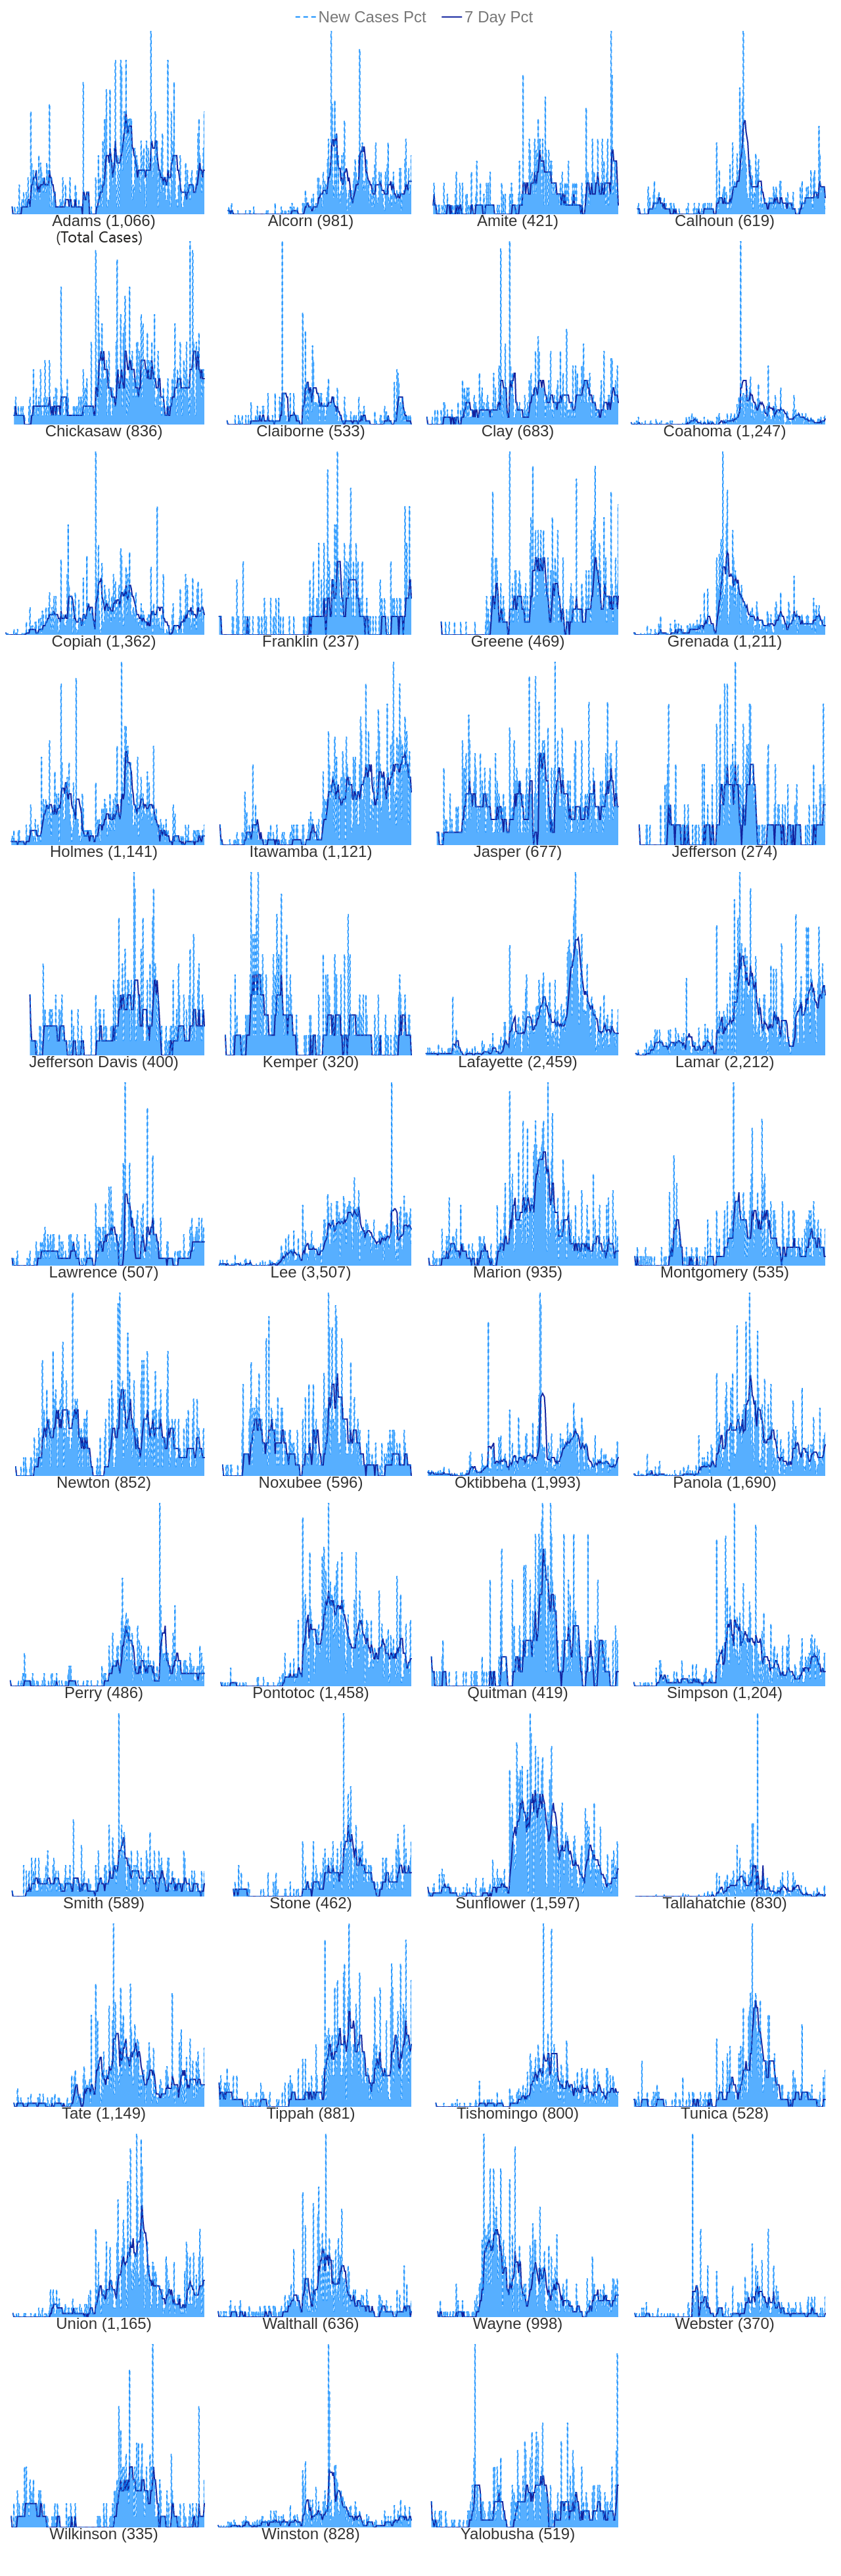 New Cases Pct 7 Day Pct
Adams (1,066) Alcorn (981) Amite (421) Calhoun (619)
(Total Cases)
Chickasaw (836) Claiborne (533) Clay (683) Coahoma (1,247)
Copiah (1,362) Franklin (237) Greene (469) Grenada (1,211)
Holmes (1,141) Itawamba (1,121) Jasper (677) Jefferson (274)
Jefferson Davis (400) Kemper (320) Lafayette (2,459) Lamar (2,212)
Lawrence (507) Lee (3,507) Marion (935) Montgomery (535)
Newton (852) Noxubee (596) Oktibbeha (1,993) Panola (1,690)
Perry (486) Pontotoc (1,458) Quitman (419) Simpson (1,204)
Smith (589) Stone (462) Sunflower (1,597) Tallahatchie (830)
Tate (1,149) Tippah (881) Tishomingo (800) Tunica (528)
Union (1,165) Walthall (636) Wayne (998) Webster (370)
Wilkinson (335) Winston (828) Yalobusha (519)